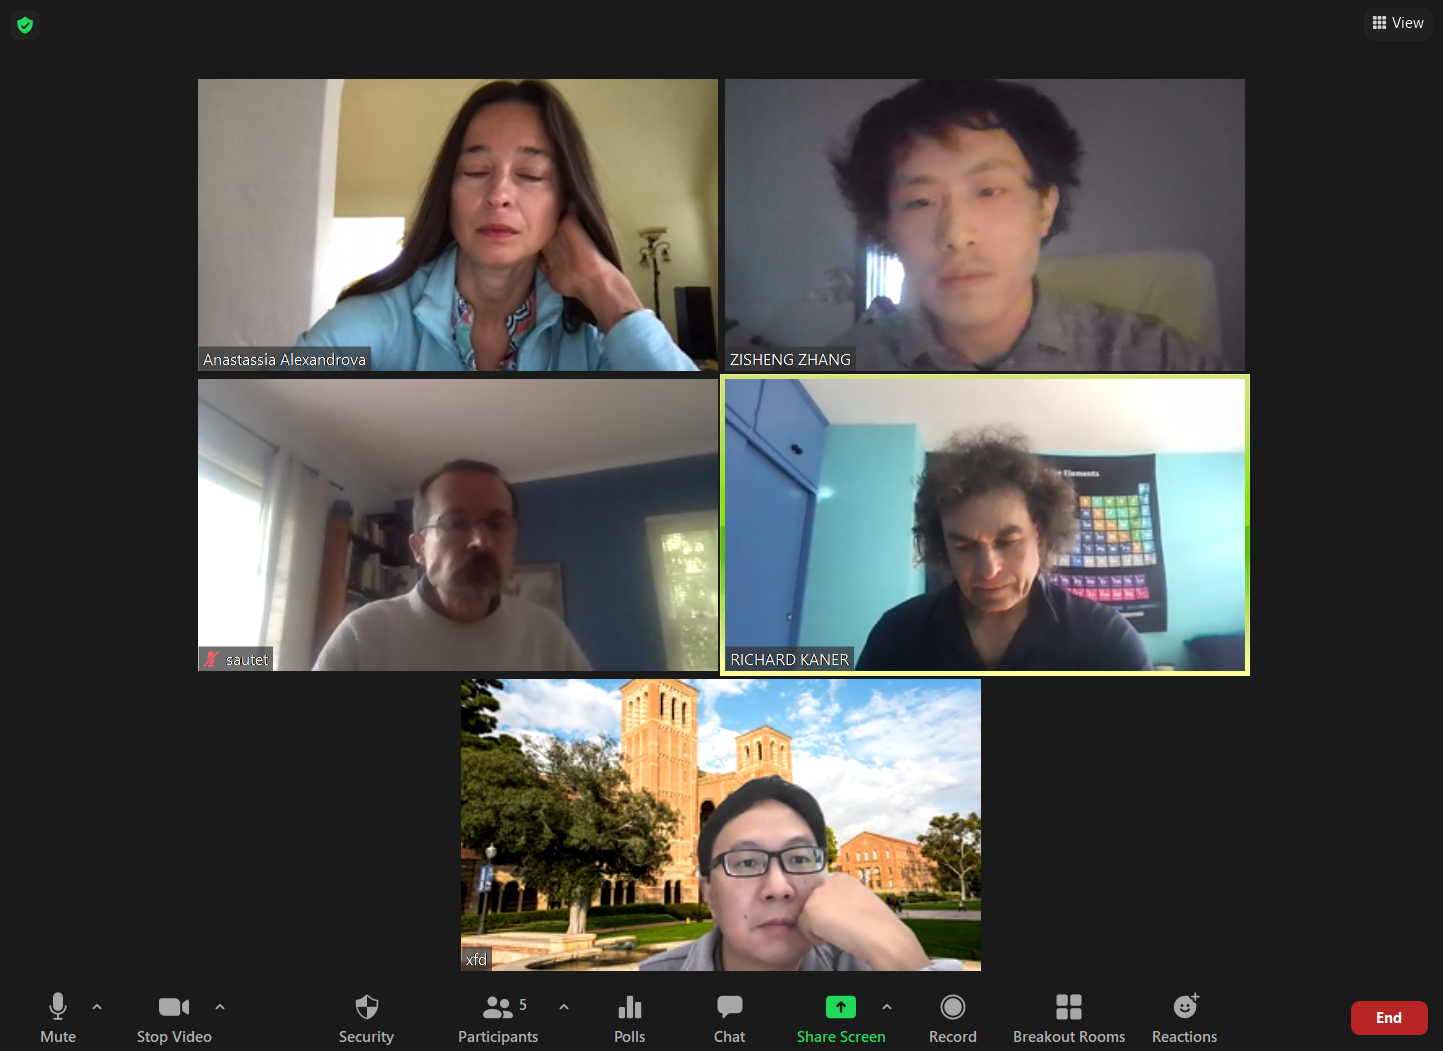 View
Anastassia Alexandrova
ZISHENG ZHANG
Elements
sautet
RICHARD KANER
xfd
5
Mute
Stop Video
Security
Participants
Polls
Chat
Share Screen
Record
Breakout Rooms
Reactions
End